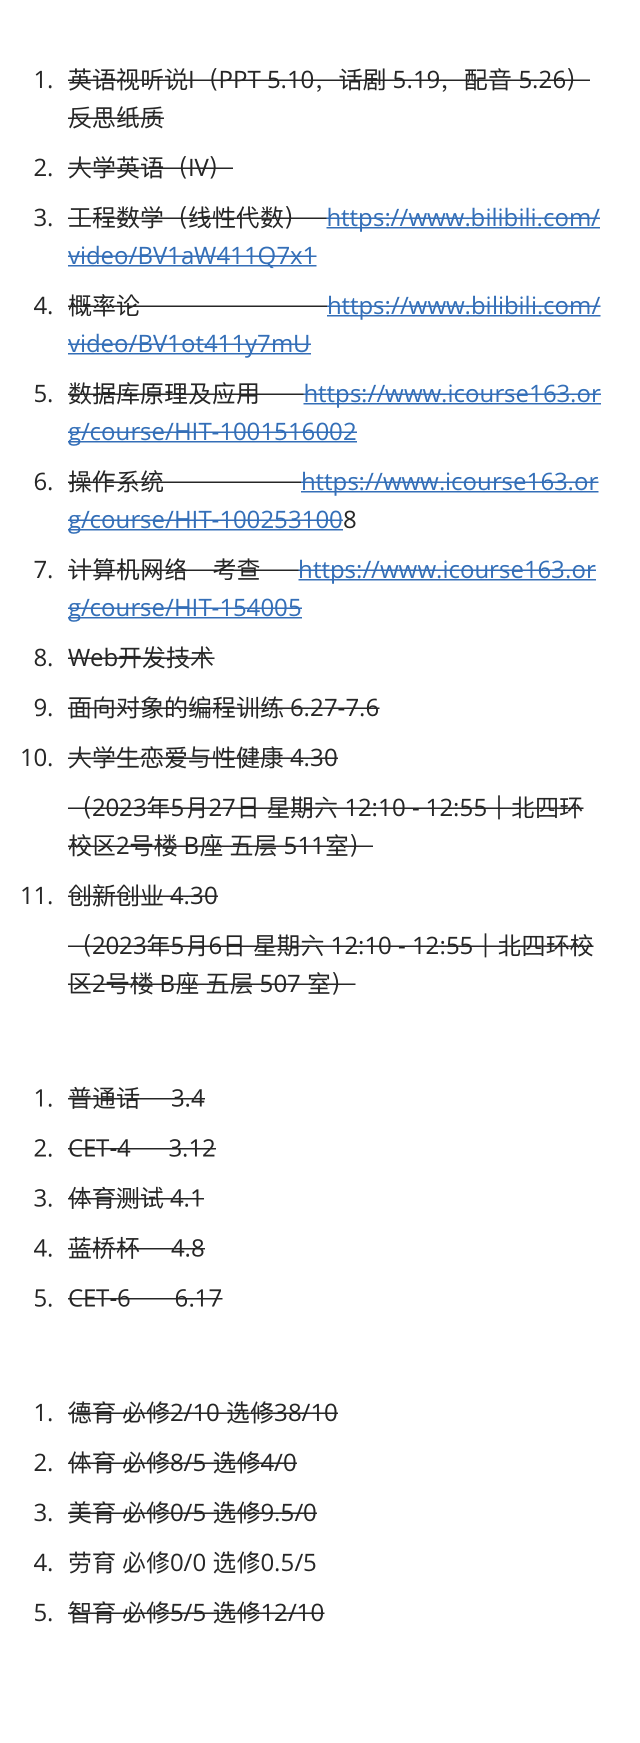 1. 英语视听说I（PPT 5.10，话剧 5.19，配音 5.26）
反思纸质
2. 大学英语（IV）
3. 工程数学（线性代数） https://www.bilibili.com/
video/BV1aW411Q7x1
4. 概率论 https://www.bilibili.com/
video/BV1ot411y7mU
5. 数据库原理及应用 https://www.icourse163.or
g/course/HIT-1001516002
6. 操作系统 https://www.icourse163.or
g/course/HIT-1002531008
7. 计算机网络 考查 https://www.icourse163.or
g/course/HIT-154005
8. Web开发技术
9. 面向对象的编程训练 6.27-7.6
10. 大学生恋爱与性健康 4.30
（2023年5月27日 星期六 12:10 - 12:55｜北四环
校区2号楼 B座 五层 511室）
11. 创新创业 4.30
（2023年5月6日 星期六 12:10 - 12:55｜北四环校
区2号楼 B座 五层 507 室）
1. 普通话 3.4
2. CET-4 3.12
3. 体育测试 4.1
4. 蓝桥杯 4.8
5. CET-6 6.17
1. 德育 必修2/10 选修38/10
2. 体育 必修8/5 选修4/0
3. 美育 必修0/5 选修9.5/0
4. 劳育 必修0/0 选修0.5/5
5. 智育 必修5/5 选修12/10